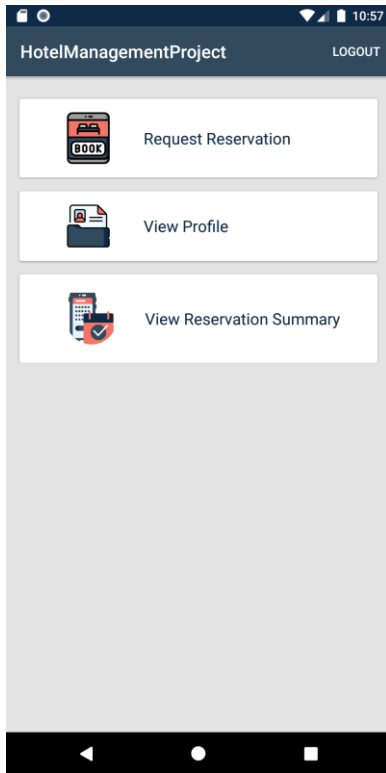 10:57
HotelManagementProject
LOGOUT
BOOK
Request Reservation
View Profile
View Reservation Summary